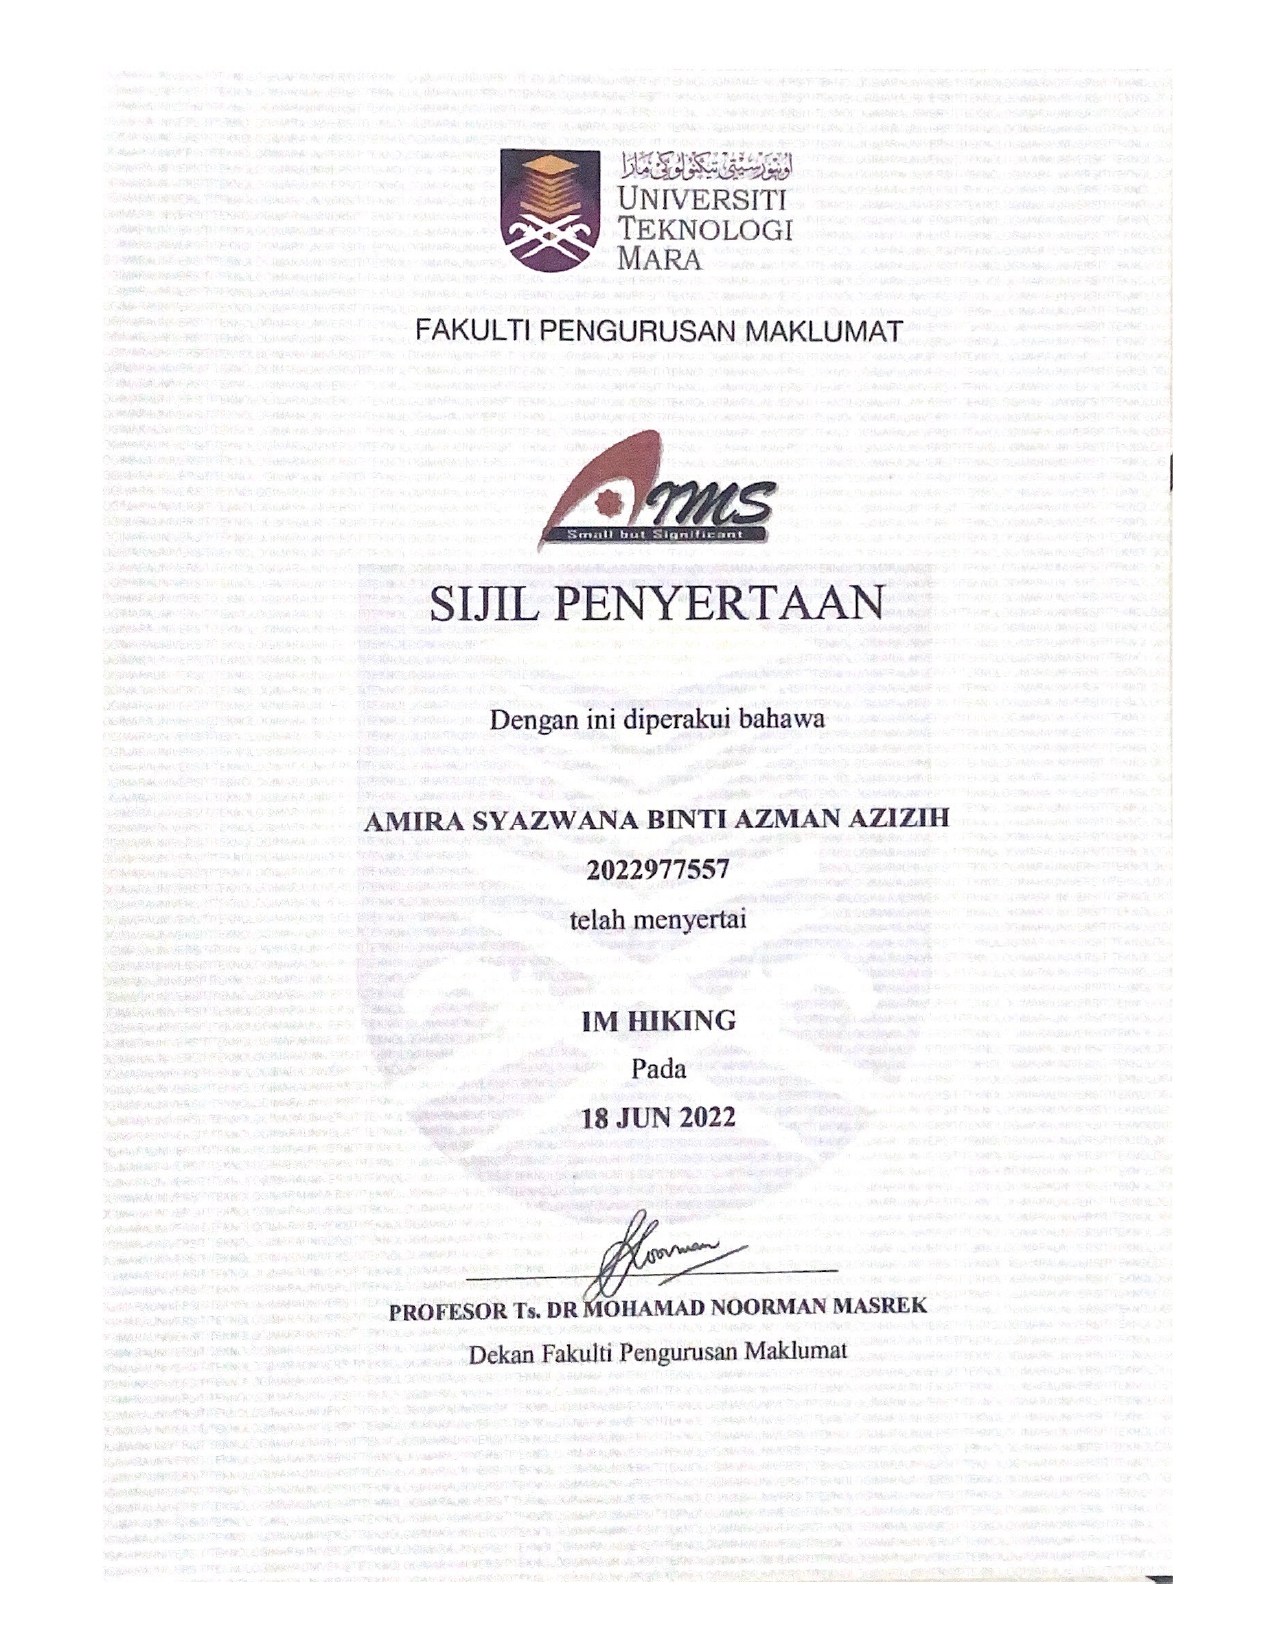 اونيۏرسيتي تيكنولوڬي مارا
UNIVERSITI
TEKNOLOGI
MARA
FAKULTI PENGURUSAN MAKLUMAT
AIMS
Small but Significant
SIJIL PENYERTAAN
Dengan ini diperakui bahawa
AMIRA SYAZWANA BINTI AZMAN AZIZIH
2022977557
telah menyertai
IM HIKING
Pada
18 JUN 2022
Noorman
PROFESOR Ts. DR MOHAMAD NOORMAN MASREK
Dekan Fakulti Pengurusan Maklumat